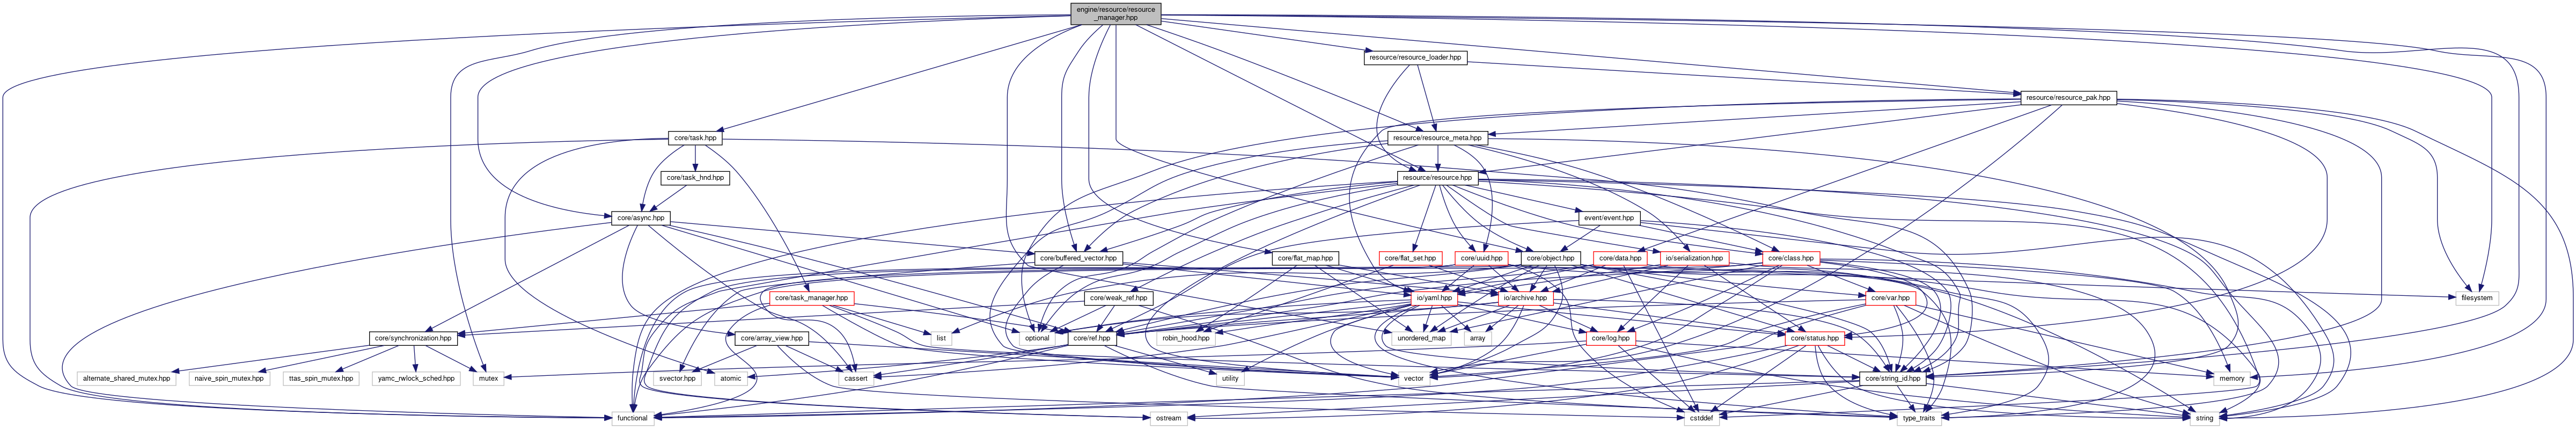 engine/resource/resource
_manager.hpp
resource/resource_loader.hpp
resource/resource_pak.hpp
core/task.hpp
resource/resource_meta.hpp
core/task_hnd.hpp
resource/resource.hpp
core/async.hpp
event/event.hpp
core/buffered_vector.hpp
core/flat_map.hpp
core/flat_set.hpp
core/uuid.hpp
core/object.hpp
core/data.hpp
io/serialization.hpp
core/class.hpp
core/task_manager.hpp
core/weak_ref.hpp
io/yaml.hpp
io/archive.hpp
core/var.hpp
filesystem
core/synchronization.hpp
core/array_view.hpp
list
optional
core/ref.hpp
robin_hood.hpp
unordered_map
array
core/log.hpp
core/status.hpp
alternate_shared_mutex.hpp
naive_spin_mutex.hpp
ttas_spin_mutex.hpp
yamc_rwlock_sched.hpp
mutex
svector.hpp
atomic
cassert
utility
vector
core/string_id.hpp
memory
functional
ostream
cstddef
type_traits
string